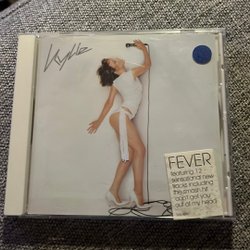 Kylie
FEVER
featuring 12
sensational new
tracks including
the smash hit
'can't get you
out of my head'